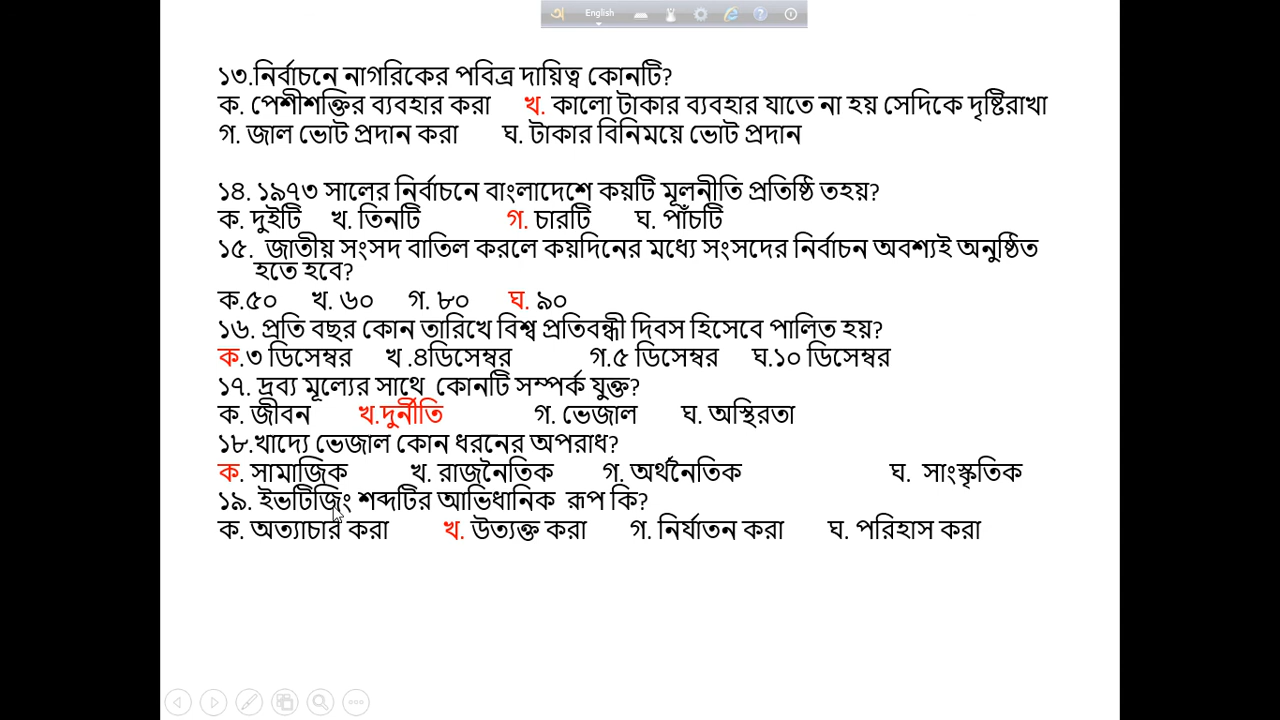 English
১৩.নির্বাচনে নাগরিকের পবিত্র দায়িত্ব কোনটি?
ক. পেশীশক্তির ব্যবহার করা খ. কালো টাকার ব্যবহার যাতে না হয় সেদিকে দৃষ্টিরাখা
গ. জাল ভোট প্রদান করা ঘ. টাকার বিনিময়ে ভোট প্রদান
১৪. ১৯৭৩ সালের নির্বাচনে বাংলাদেশে কয়টি মূলনীতি প্রতিষ্ঠি তহয়?
ক. দুইটি খ. তিনটি গ. চারটি ঘ. পাঁচটি
১৫. জাতীয় সংসদ বাতিল করলে কয়দিনের মধ্যে সংসদের নির্বাচন অবশ্যই অনুষ্ঠিত
হতে হবে?
ক.৫০ খ. ৬০ গ. ৮০ ঘ. ৯০
১৬. প্রতি বছর কোন তারিখে বিশ্ব প্রতিবন্ধী দিবস হিসেবে পালিত হয়?
ক.৩ ডিসেম্বর খ .৪ডিসেম্বর গ.৫ ডিসেম্বর ঘ.১০ ডিসেম্বর
১৭. দ্রব্য মূল্যের সাথে কোনটি সম্পর্ক যুক্ত?
ক. জীবন খ.দুর্নীতি গ. ভেজাল ঘ. অস্থিরতা
১৮.খাদ্যে ভেজাল কোন ধরনের অপরাধ?
ক. সামাজিক খ. রাজনৈতিক গ. অর্থনৈতিক ঘ. সাংস্কৃতিক
১৯. ইভটিজিং শব্দটির আভিধানিক রূপ কি?
ক. অত্যাচার করা খ. উত্যক্ত করা গ. নির্যাতন করা ঘ. পরিহাস করা